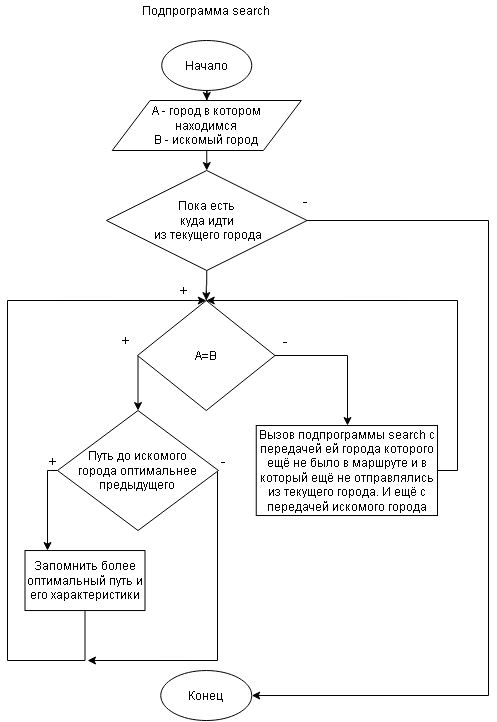 Подпрограмма search
Начало
А - город в котором
находимся
В - искомый город
Пока есть
куда идти
из текущего города
-
+
А=В
+
-
Вызов подпрограммы search с
передачей ей города которого
ещё не было в маршруте и в
который ещё не отправлялись
из текущего города. И ещё с
передачей искомого города
Путь до искомого
города оптимальнее
предыдущего
+
-
Запомнить более
оптимальный путь и
его характеристики
Конец